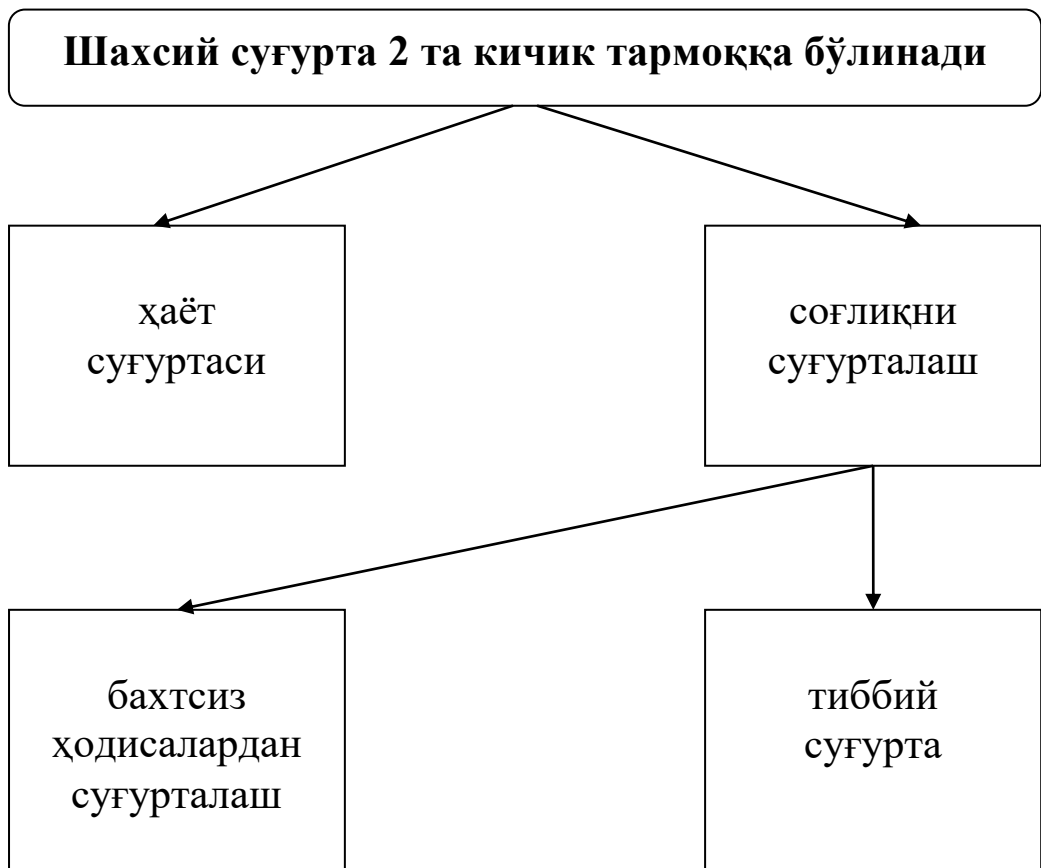 Шахсий суғурта 2 та кичик тармоққа бўлинади
ҳаёт
суғуртаси
соғлиқни
суғурталаш
бахтсиз
ҳодисалардан
суғурталаш
тиббий
суғурта